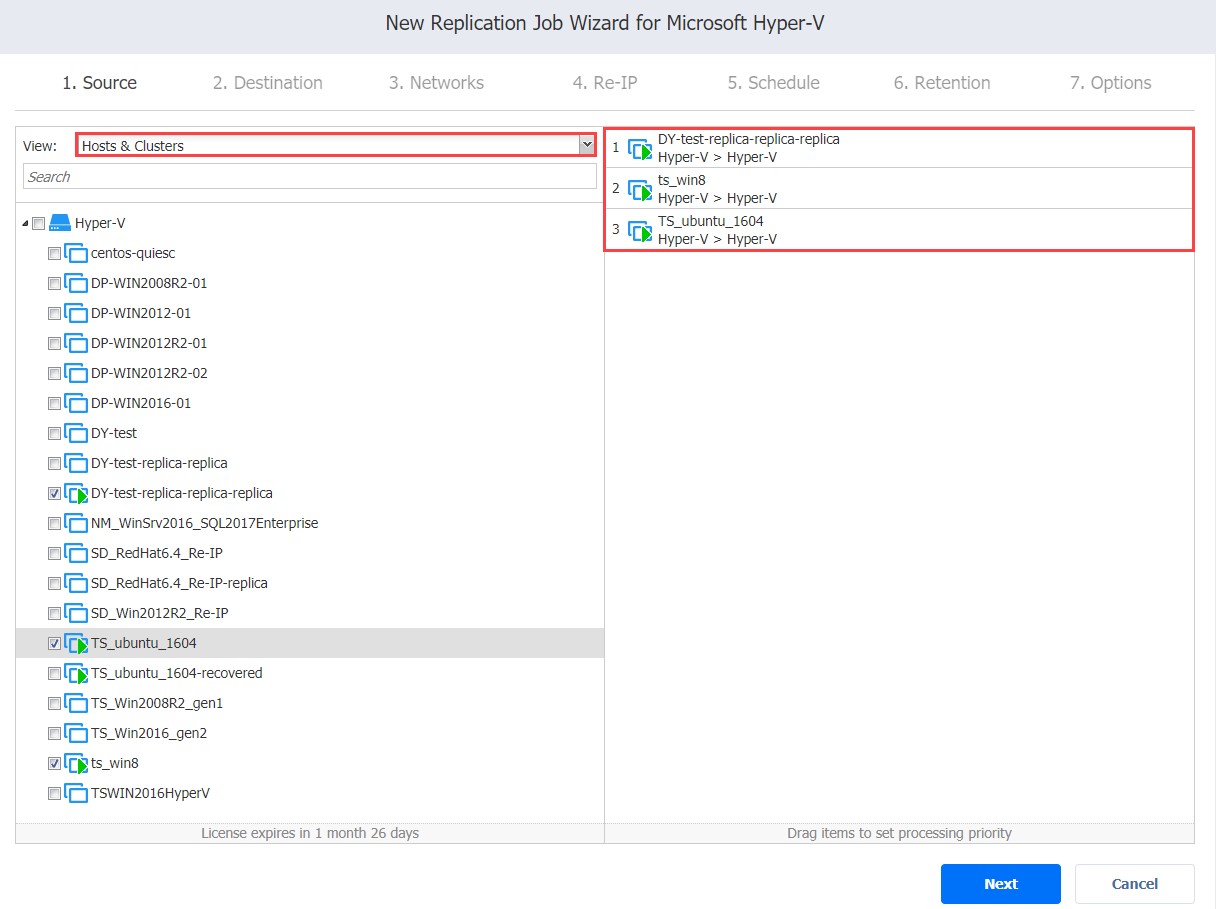 New Replication Job Wizard for Microsoft Hyper-V
1. Source
2. Destination
3. Networks
4. Re-IP
5. Schedule
6. Retention
7. Options
View:
Hosts & Clusters
Search
Hyper-V
centos-quiesc
DP-WIN2008R2-01
DP-WIN2012-01
DP-WIN2012R2-01
DP-WIN2012R2-02
DP-WIN2016-01
DY-test
DY-test-replica-replica
DY-test-replica-replica-replica
NM_WinSrv2016_SQL2017Enterprise
SD_RedHat6.4_Re-IP
SD_RedHat6.4_Re-IP-replica
SD_Win2012R2_Re-IP
TS_ubuntu_1604
TS_ubuntu_1604-recovered
TS_Win2008R2_gen1
TS_Win2016_gen2
ts_win8
TSWIN2016HyperV
License expires in 1 month 26 days
1
DY-test-replica-replica-replica
Hyper-V > Hyper-V
2
ts_win8
Hyper-V > Hyper-V
3
TS_ubuntu_1604
Hyper-V > Hyper-V
Drag items to set processing priority
Next
Cancel